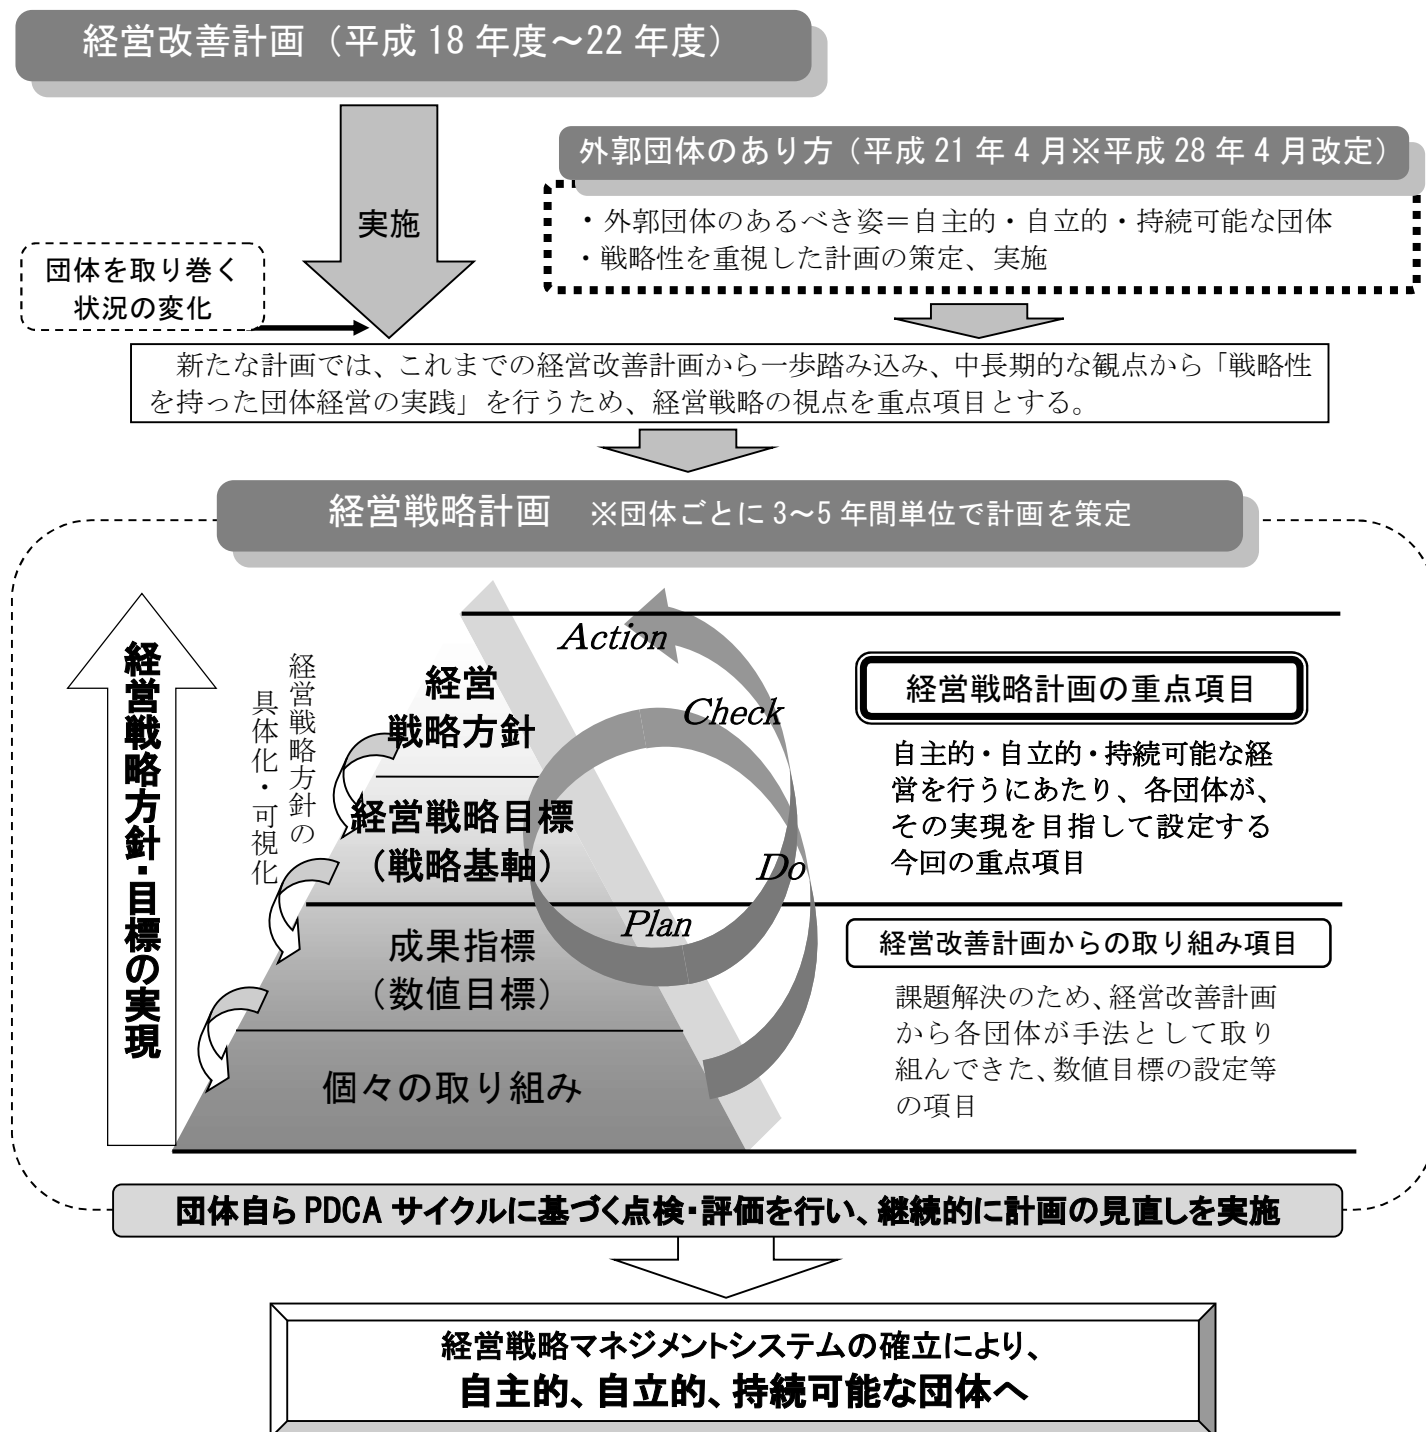 経営改善計画（平成 18 年度～22 年度）
実施
外郭団体のあり方（平成 21 年 4 月※平成 28 年 4 月改定）
・外郭団体のあるべき姿＝自主的・自立的・持続可能な団体
・戦略性を重視した計画の策定、実施
団体を取り巻く
状況の変化
新たな計画では、これまでの経営改善計画から一歩踏み込み、中長期的な観点から「戦略性
を持った団体経営の実践」を行うため、経営戦略の視点を重点項目とする。
経営戦略計画　※団体ごとに 3～5 年間単位で計画を策定
経営戦略方針・目標の実現
経営戦略方針の
具体化・可視化
経営
戦略方針
経営戦略目標
（戦略基軸）
成果指標
（数値目標）
個々の取り組み
Action
Check
Do
Plan
経営戦略計画の重点項目
自主的・自立的・持続可能な経
営を行うにあたり、各団体が、
その実現を目指して設定する
今回の重点項目
経営改善計画からの取り組み項目
課題解決のため、経営改善計画
から各団体が手法として取り
組んできた、数値目標の設定等
の項目
団体自ら PDCA サイクルに基づく点検・評価を行い、継続的に計画の見直しを実施
経営戦略マネジメントシステムの確立により、
自主的、自立的、持続可能な団体へ